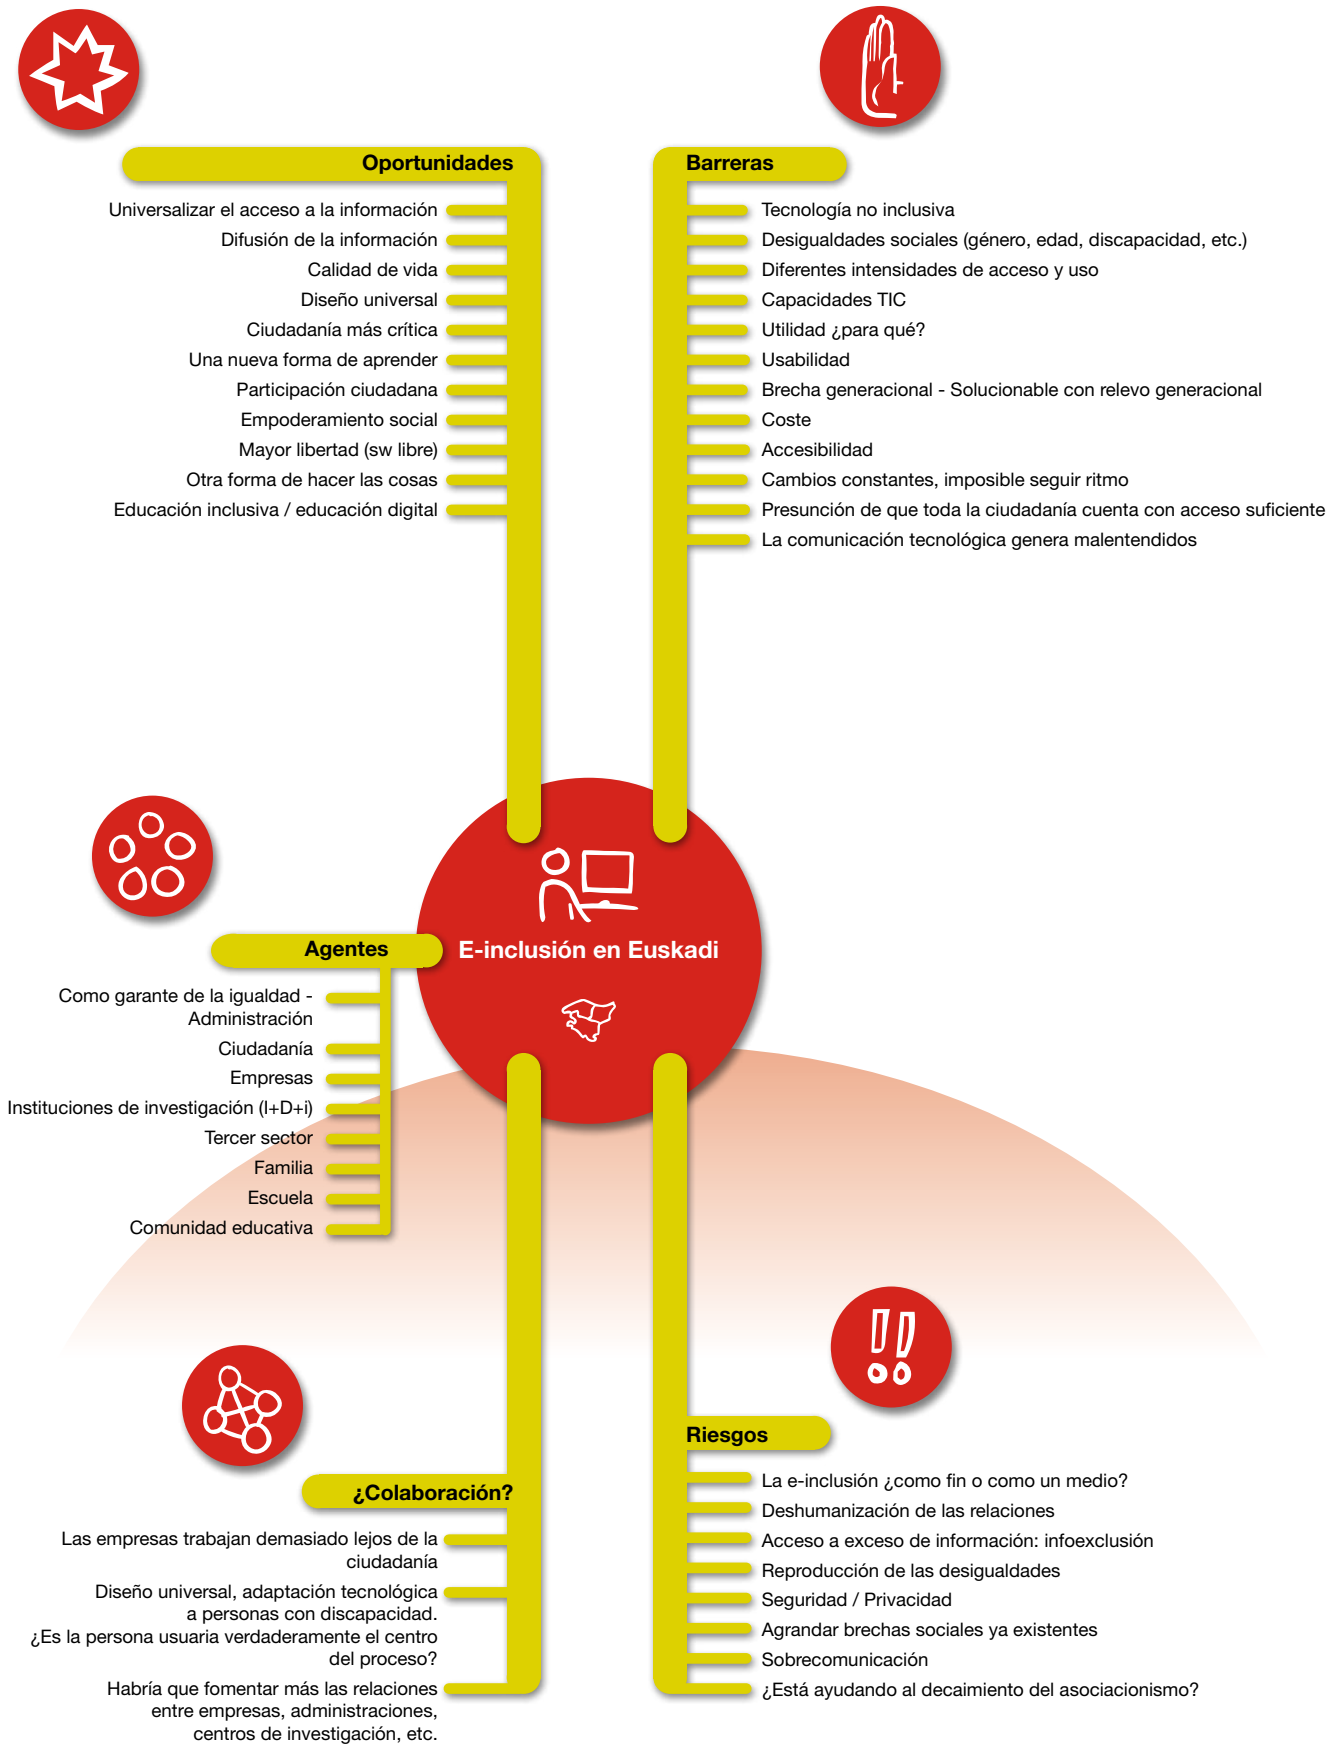 Oportunidades
Universalizar el acceso a la información
Difusión de la información
Calidad de vida
Diseño universal
Ciudadanía más crítica
Una nueva forma de aprender
Participación ciudadana
Empoderamiento social
Mayor libertad (sw libre)
Otra forma de hacer las cosas
Educación inclusiva / educación digital
Barreras
Tecnología no inclusiva
Desigualdades sociales (género, edad, discapacidad, etc.)
Diferentes intensidades de acceso y uso
Capacidades TIC
Utilidad ¿para qué?
Usabilidad
Brecha generacional - Solucionable con relevo generacional
Coste
Accesibilidad
Cambios constantes, imposible seguir ritmo
Presunción de que toda la ciudadanía cuenta con acceso suficiente
La comunicación tecnológica genera malentendidos
E-inclusión en Euskadi
Agentes
Como garante de la igualdad -
Administración
Ciudadanía
Empresas
Instituciones de investigación (I+D+i)
Tercer sector
Familia
Escuela
Comunidad educativa
¿Colaboración?
Las empresas trabajan demasiado lejos de la
ciudadanía
Diseño universal, adaptación tecnológica
a personas con discapacidad.
¿Es la persona usuaria verdaderamente el centro
del proceso?
Habría que fomentar más las relaciones
entre empresas, administraciones,
centros de investigación, etc.
Riesgos
La e-inclusión ¿como fin o como un medio?
Deshumanización de las relaciones
Acceso a exceso de información: infoexclusión
Reproducción de las desigualdades
Seguridad / Privacidad
Agrandar brechas sociales ya existentes
Sobrecomunicación
¿Está ayudando al decaimiento del asociacionismo?